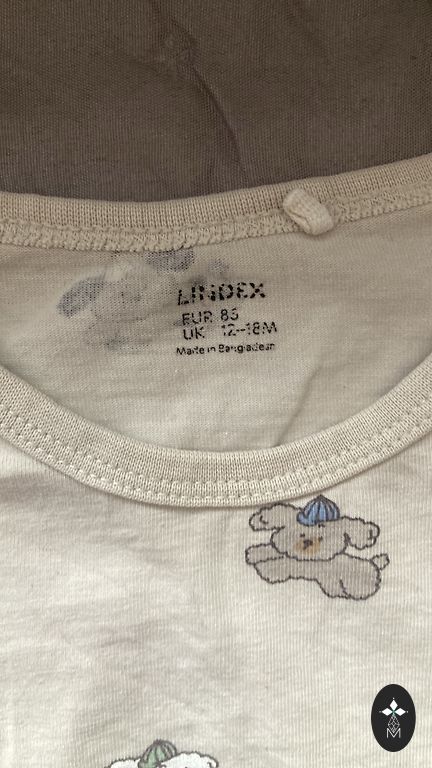 LINDEX
EUR 86
UK 12-18M
Made in Bangladesh
M